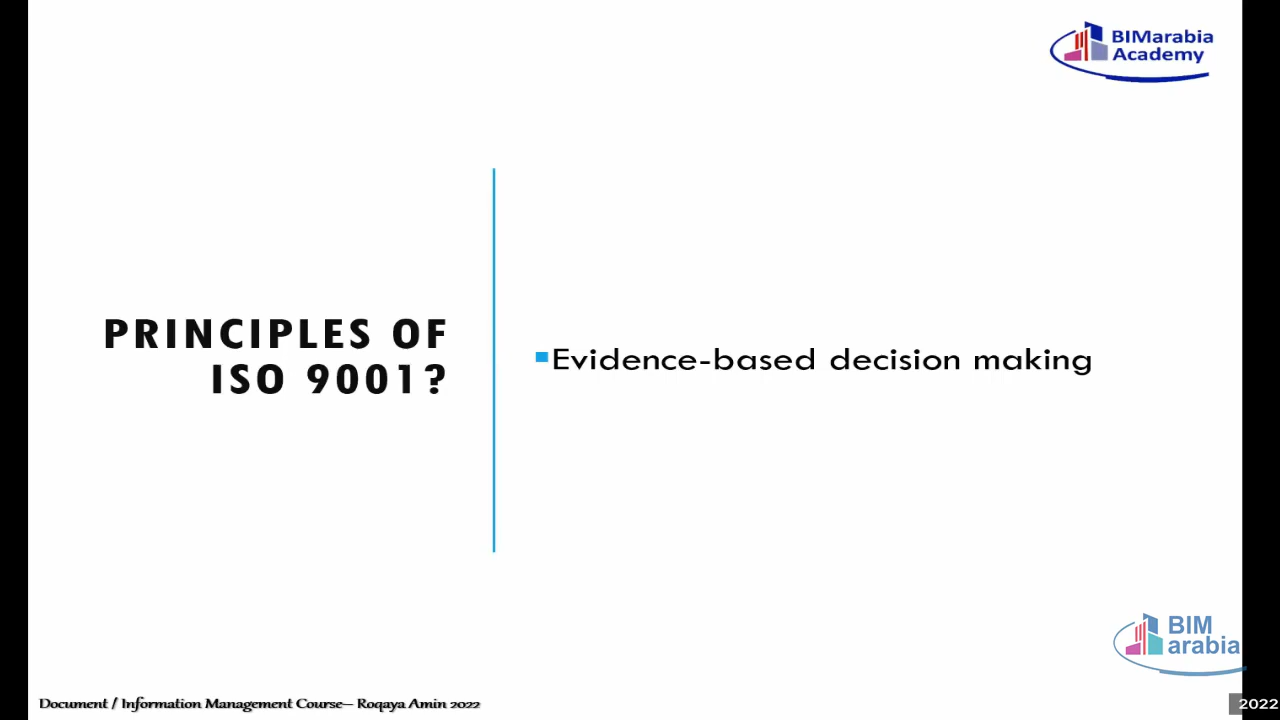 BIMarabia
Academy
PRINCIPLES OF
ISO 9001?
Evidence-based decision making
BIM
arabia
Document / Information Management Course– Roqaya Amin 2022
2022